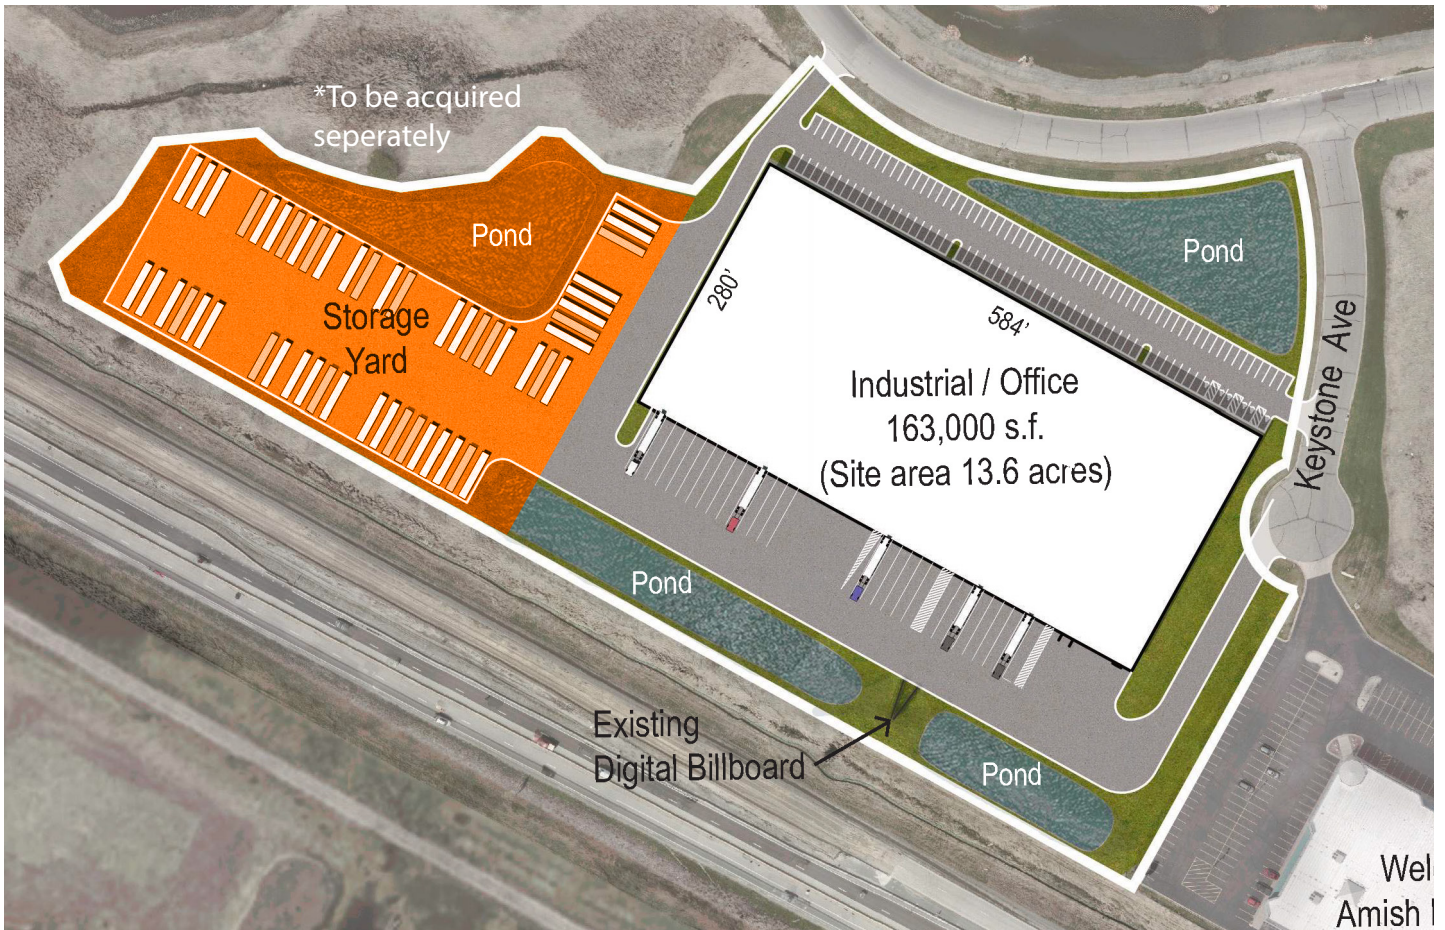 *To be acquired
seperately
Pond
Pond
Storage
Yard
280'
584'
Industrial / Office
163,000 s.f.
(Site area 13.6 acres)
Keystone Ave
Pond
Existing
Digital Billboard
Pond
Amish